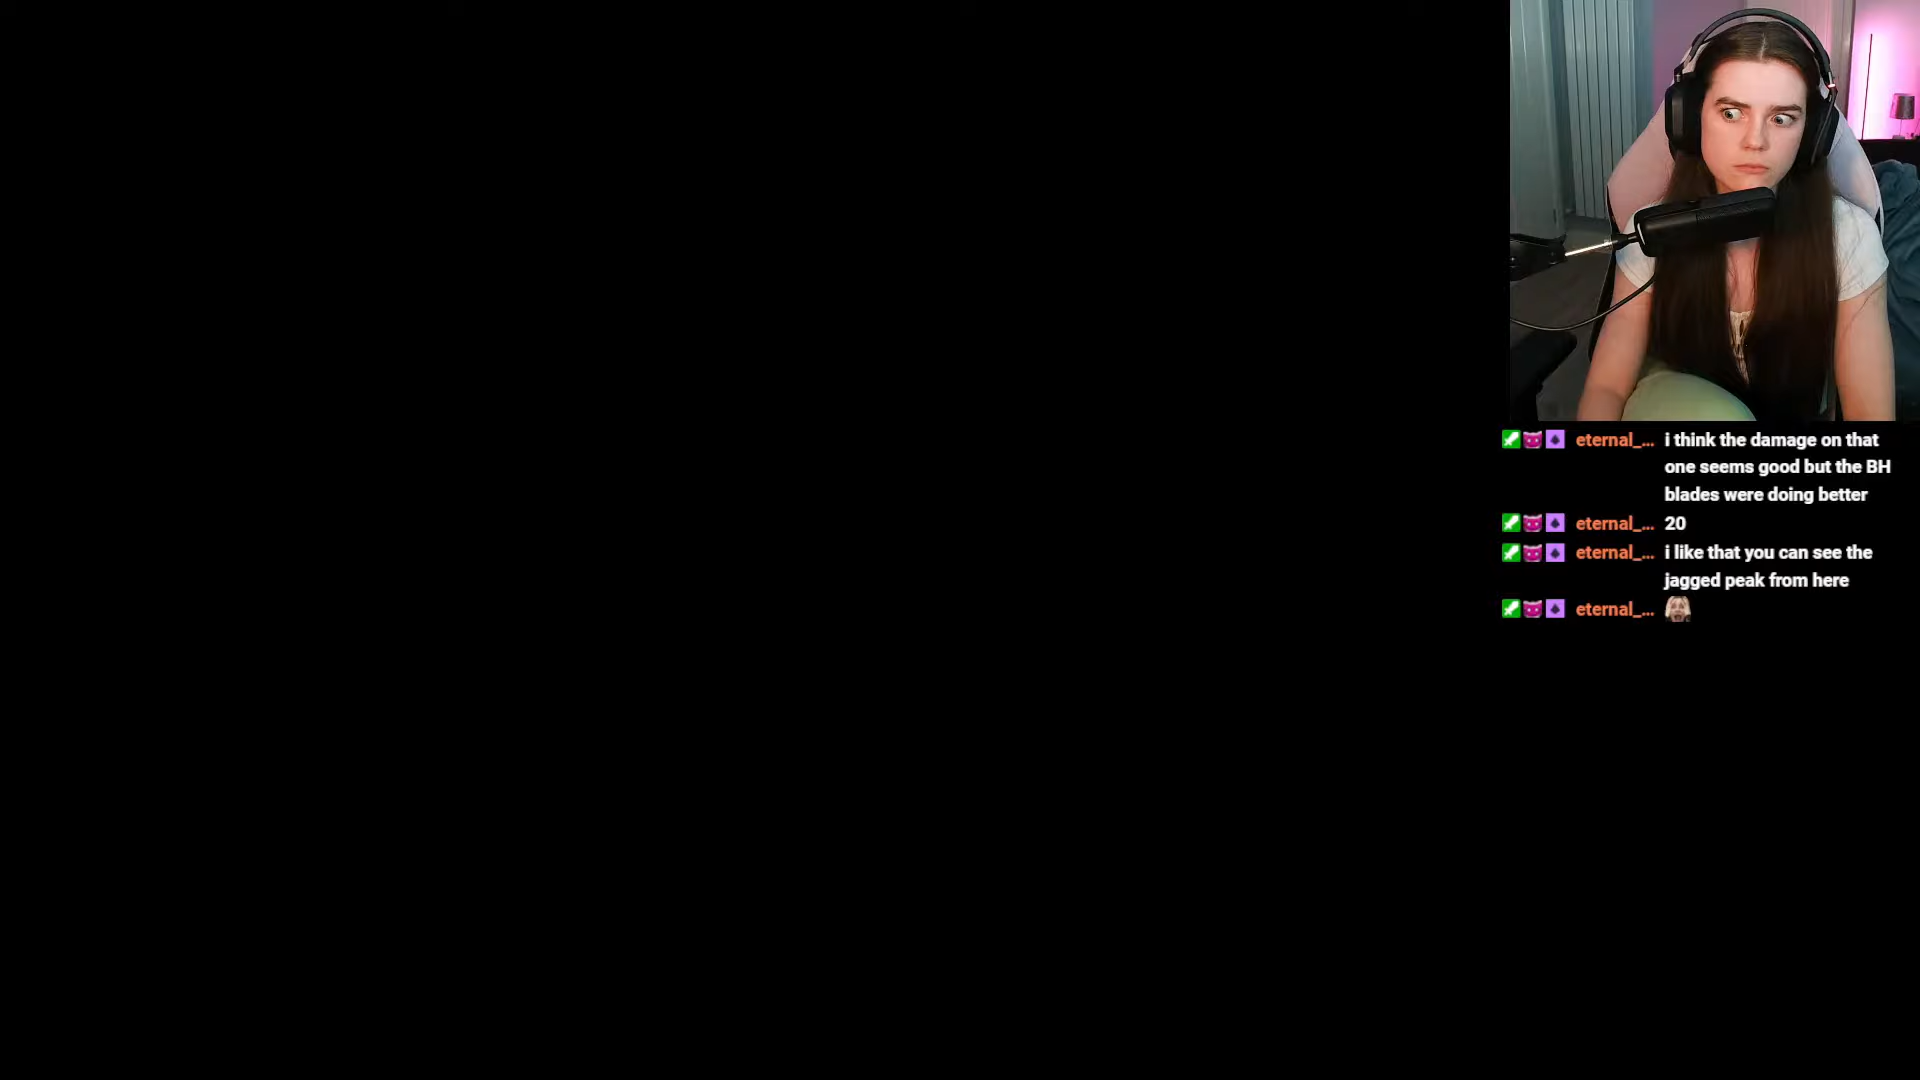 eternal_... i think the damage on that
one seems good but the BH
blades were doing better
eternal_... 20
eternal_... i like that you can see the
jagged peak from here
eternal_...